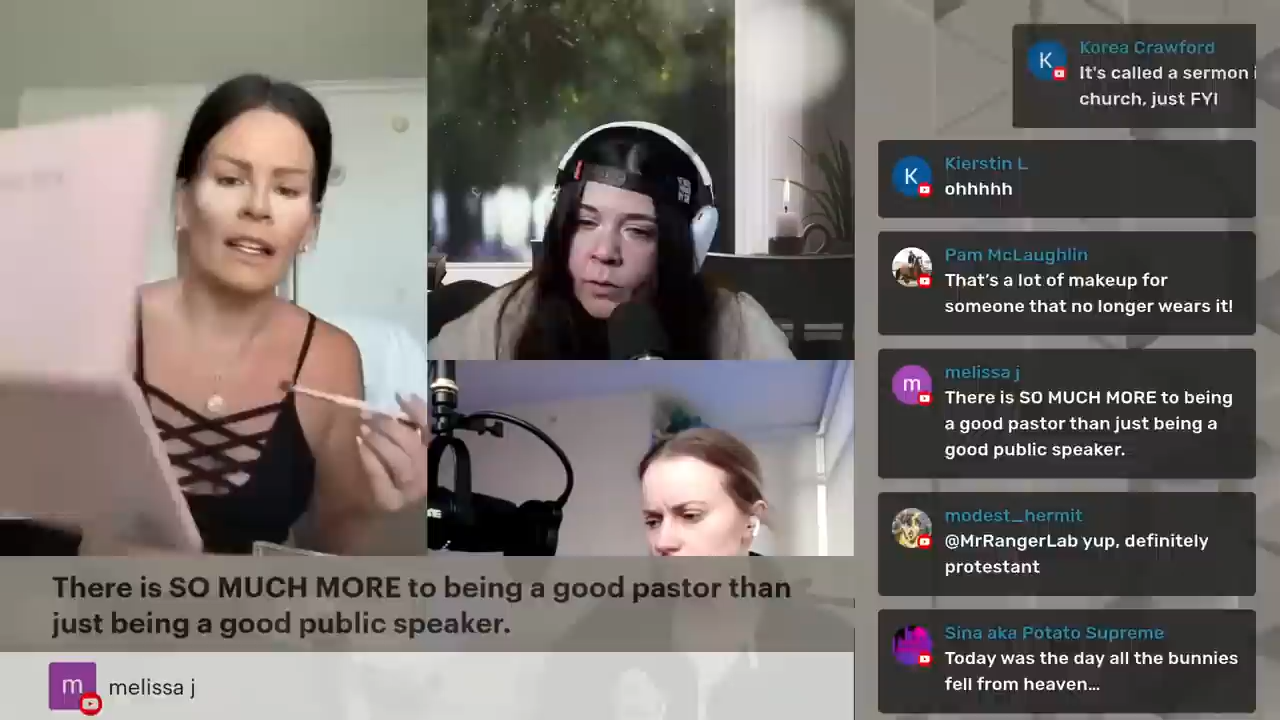 Korea Crawford
It's called a sermon i
church, just FYI
K
Kierstin L
ohhhhh
K
Pam McLaughlin
That's a lot of makeup for
someone that no longer wears it!
melissa j
There is SO MUCH MORE to being
a good pastor than just being a
good public speaker.
m
modest_hermit
@MrRangerLab yup, definitely
protestant
Sina aka Potato Supreme
Today was the day all the bunnies
fell from heaven...
There is SO MUCH MORE to being a good pastor than
just being a good public speaker.
m
melissa j